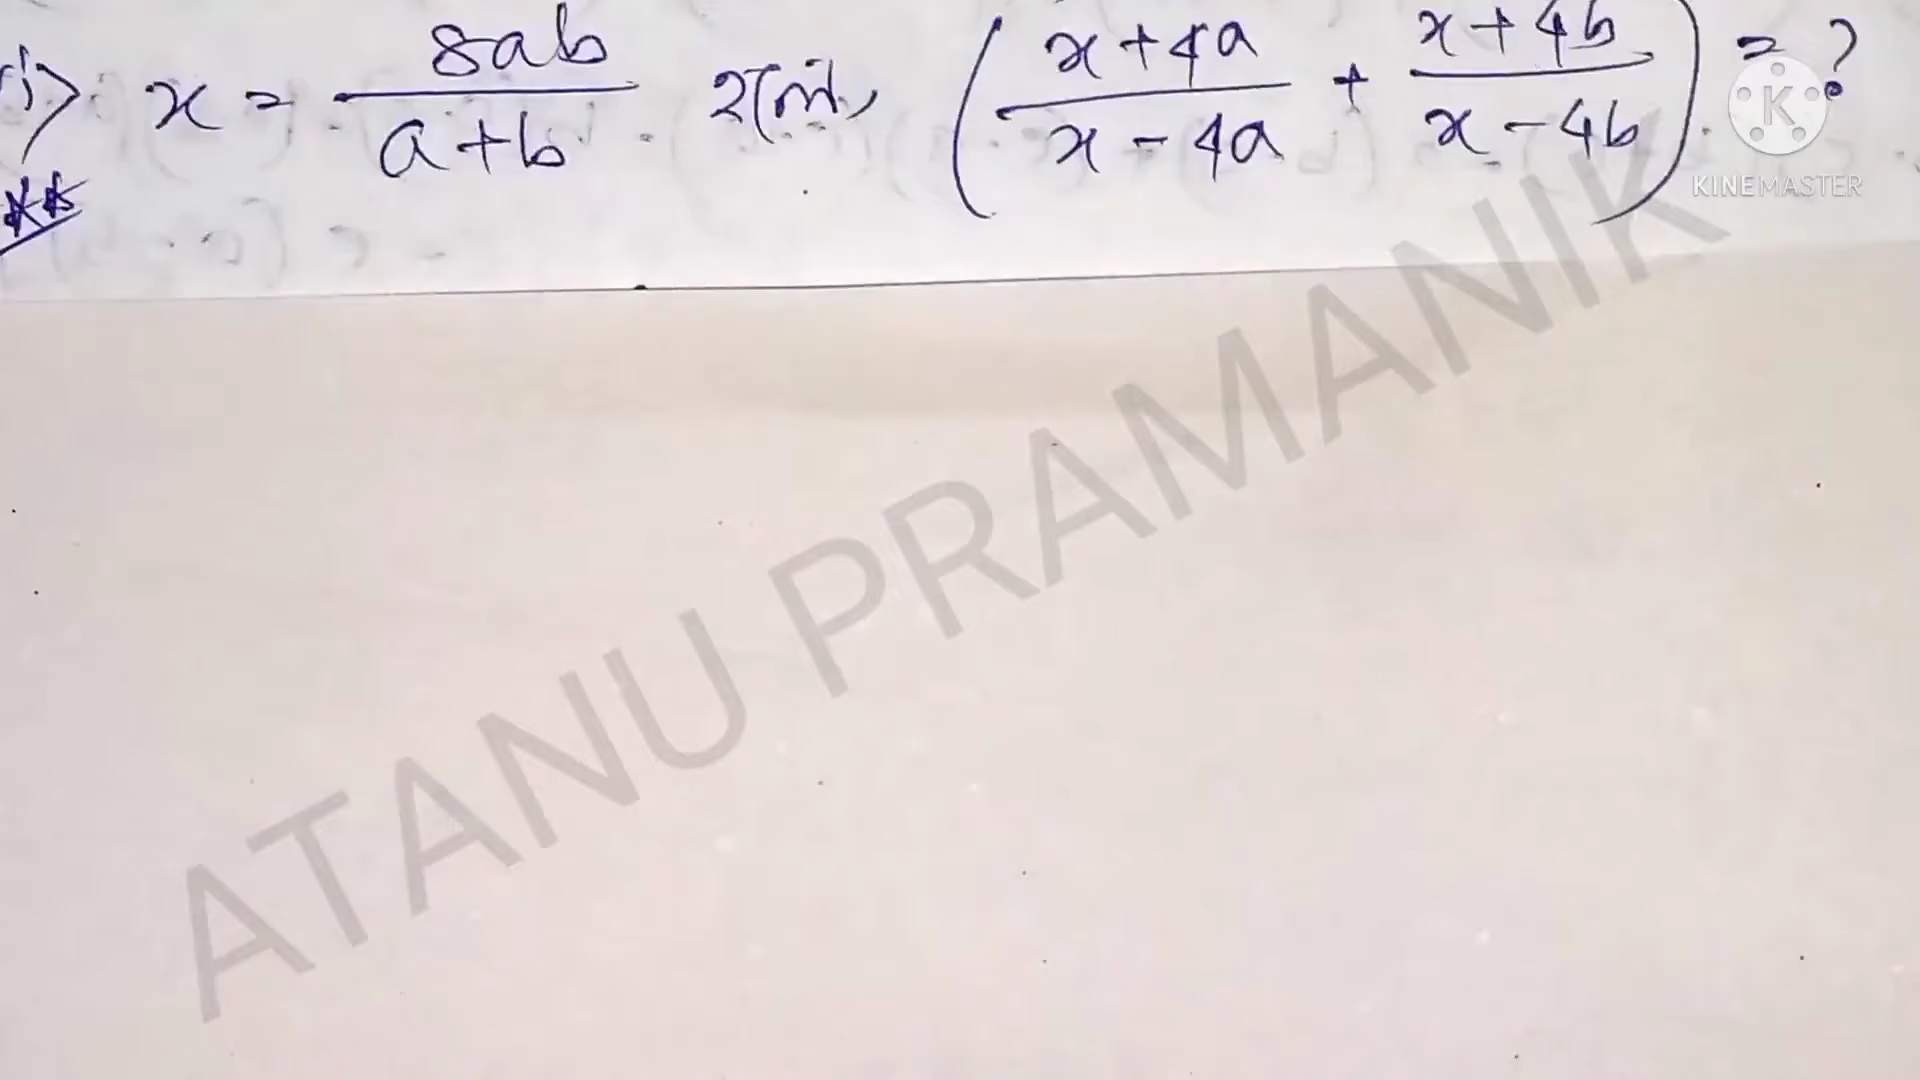 i> x = 8ab / a+b হলে, ( x+4a / x-4a + x+4b / x-4b ) = ?
**
KINEMASTER
ATANU PRAMANIK